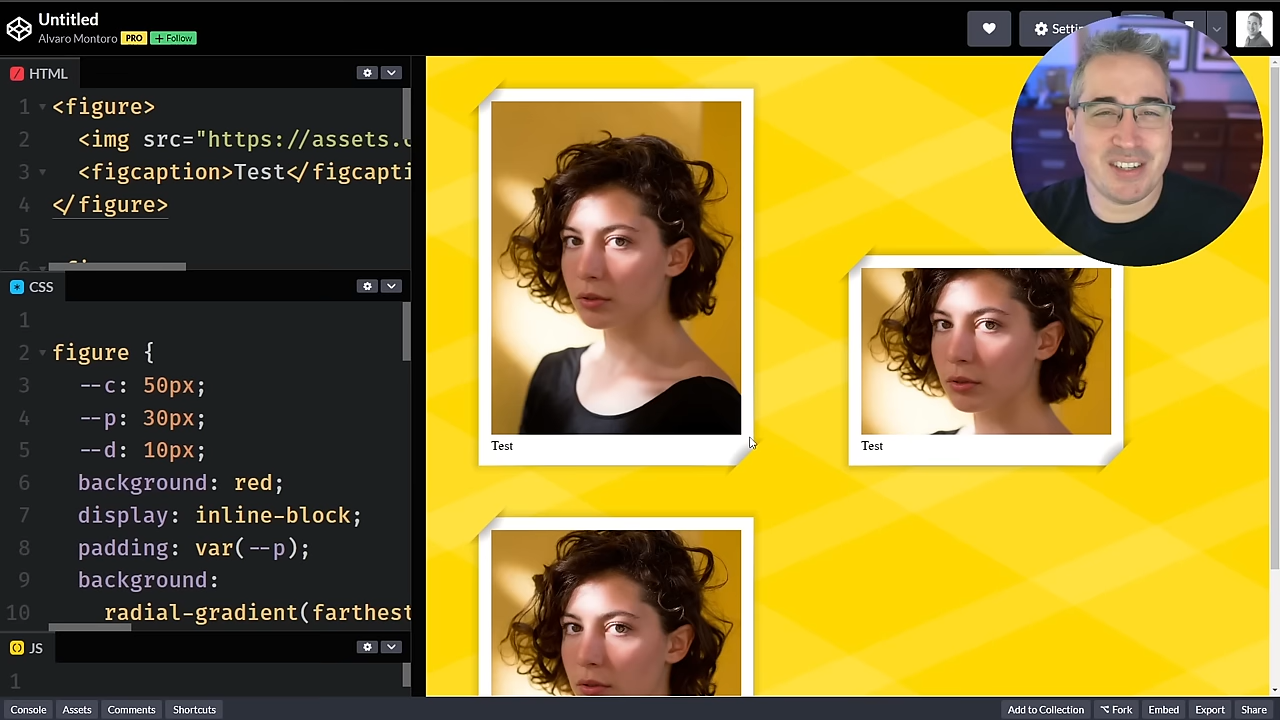 Untitled
Alvaro Montoro PRO + Follow
Setti
HTML
1 <figure>
2 <img src="https://assets.c
3 <figcaption>Test</figcapti
4 </figure>
5
6
CSS
1
2 figure {
3 --c: 50px;
4 --p: 30px;
5 --d: 10px;
6 background: red;
7 display: inline-block;
8 padding: var(--p);
9 background:
10 radial-gradient(farthest
JS
1
Test
Test
Console Assets Comments Shortcuts
Add to Collection Fork Embed Export Share